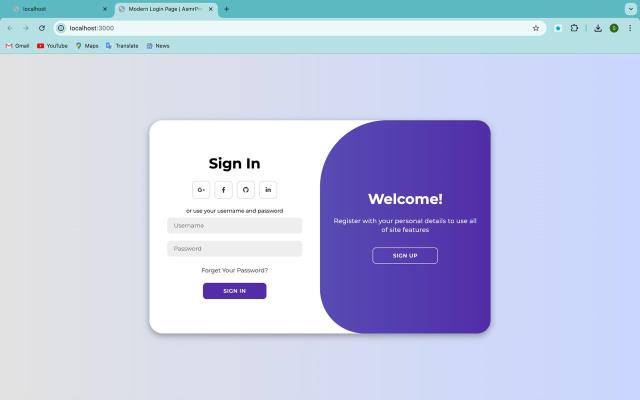 localhost
Modern Login Page | AsmrPro
localhost:3000
Gmail
YouTube
Maps
Translate
News
Sign In
G+
f
in
or use your username and password
Username
Password
Forget Your Password?
SIGN IN
Welcome!
Register with your personal details to use all
of site features
SIGN UP